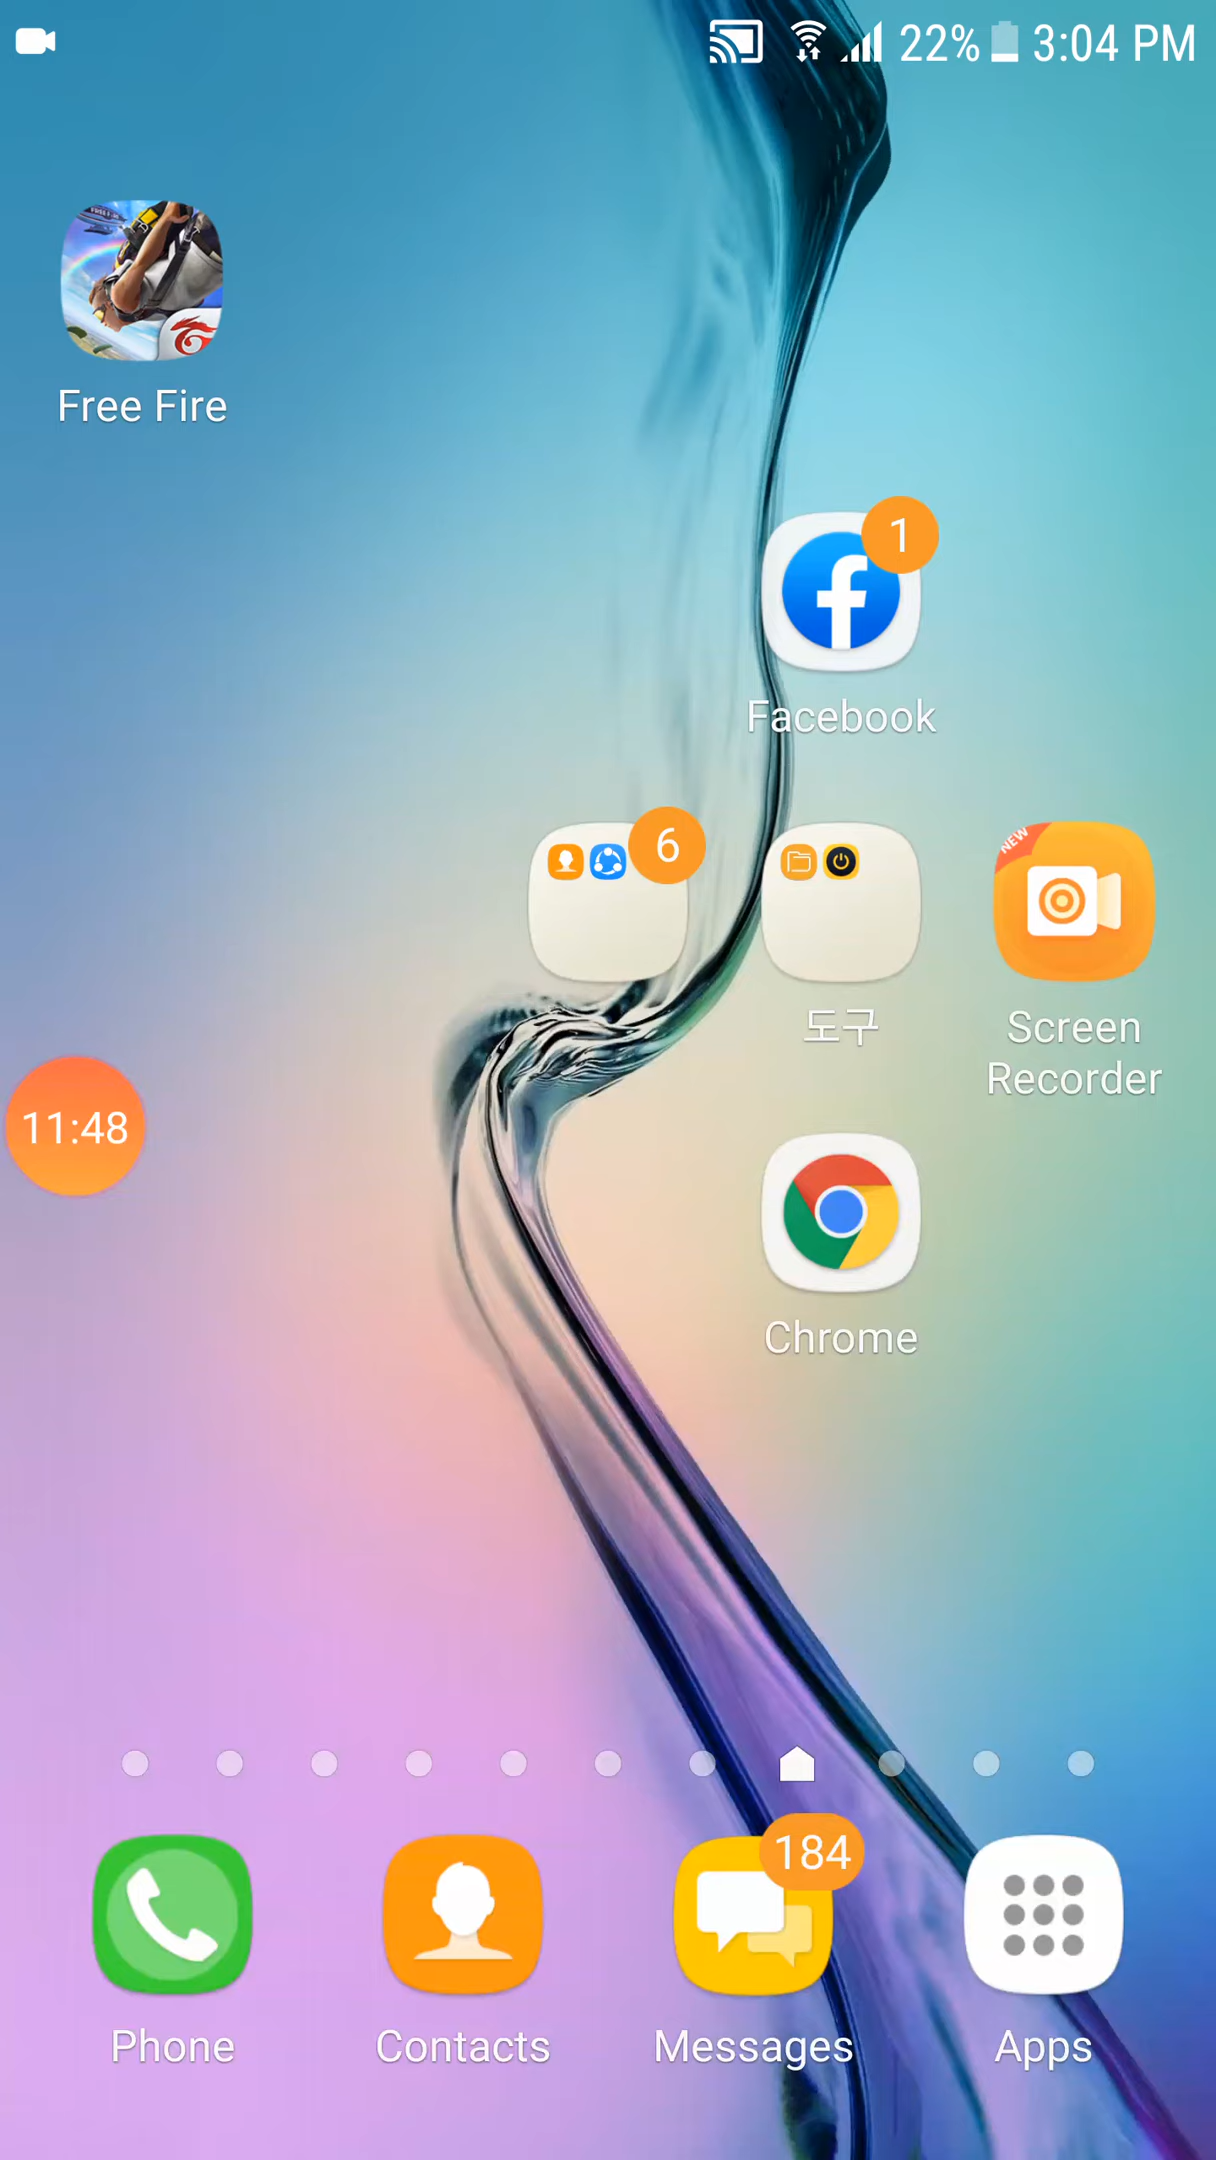 22% 3:04 PM
Free Fire
1
Facebook
6
NEW
도구
Screen
Recorder
11:48
Chrome
184
Phone
Contacts
Messages
Apps